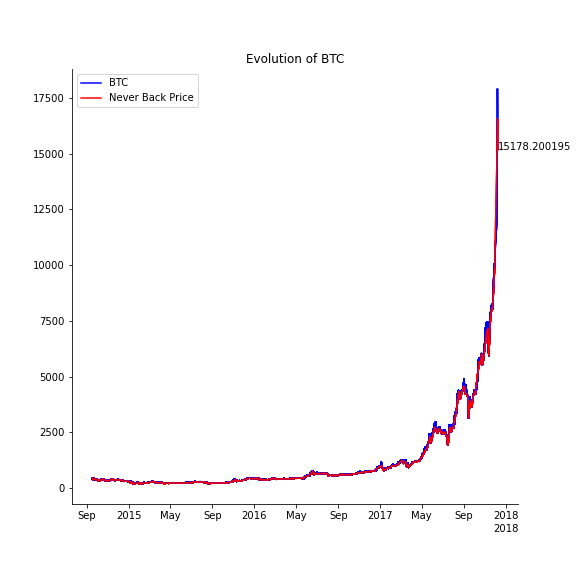 Evolution of BTC
BTC
Never Back Price
17500
15000
12500
10000
7500
5000
2500
0
15178.200195
Sep 2015 May Sep 2016 May Sep 2017 May Sep 2018
2018